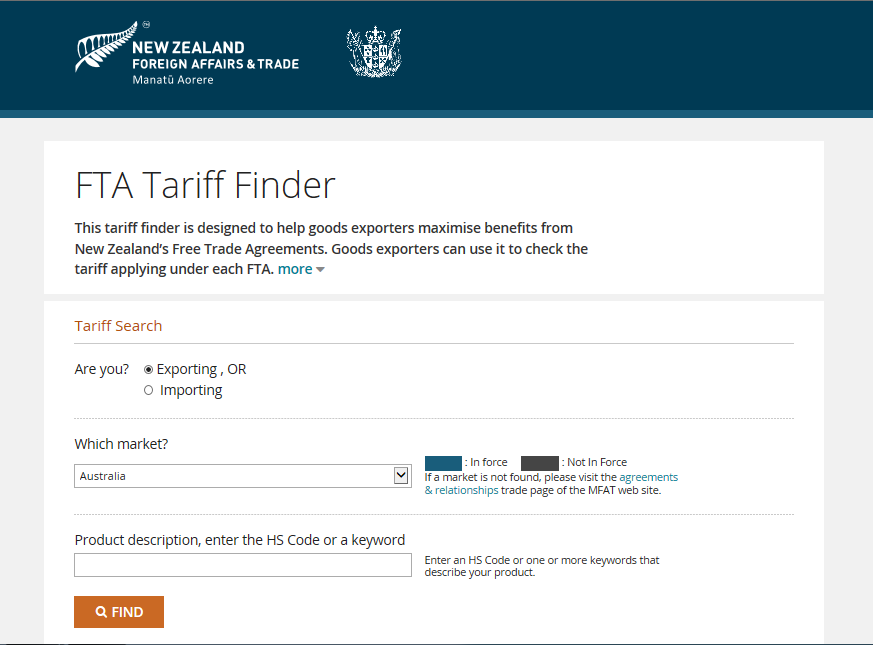 NEW ZEALAND
FOREIGN AFFAIRS & TRADE
Manatū Aorere
FTA Tariff Finder
This tariff finder is designed to help goods exporters maximise benefits from
New Zealand's Free Trade Agreements. Goods exporters can use it to check the
tariff applying under each FTA. more
Tariff Search
Are you? Exporting , OR
Importing
Which market?
: In force : Not In Force
Australia
If a market is not found, please visit the agreements
& relationships trade page of the MFAT web site.
Product description, enter the HS Code or a keyword
Enter an HS Code or one or more keywords that
describe your product.
FIND